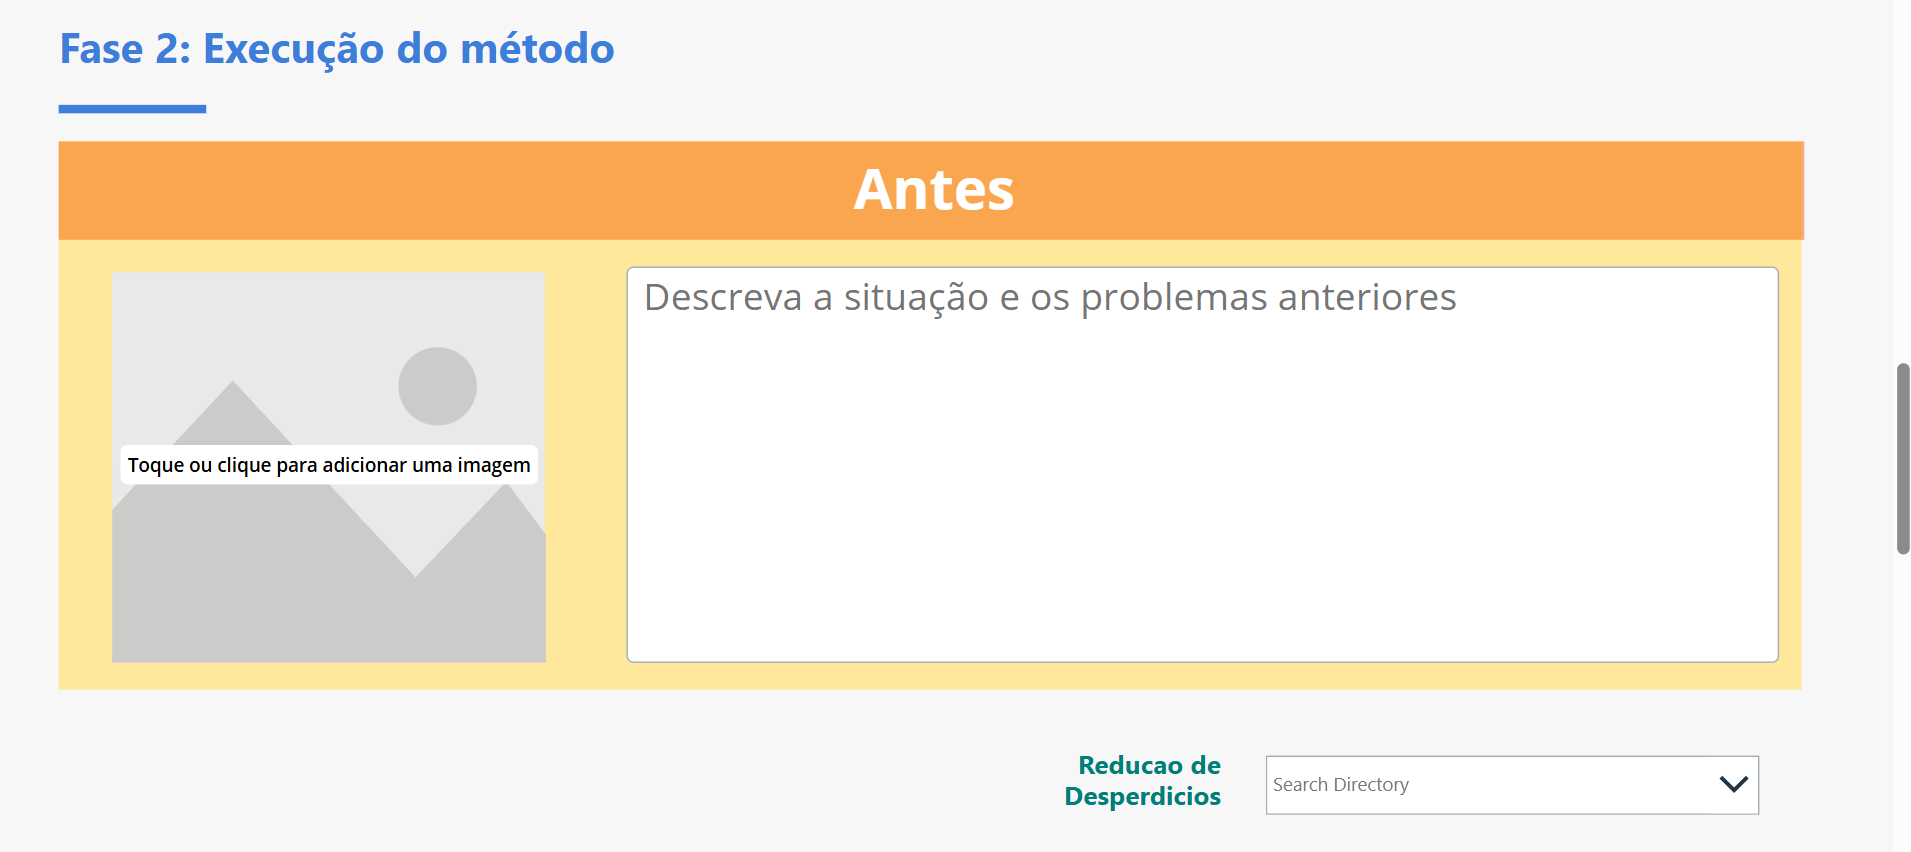 Fase 2: Execução do método
Antes
Descreva a situação e os problemas anteriores
Toque ou clique para adicionar uma imagem
Reducao de
Desperdicios
Search Directory